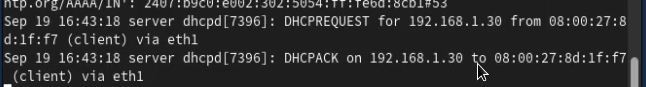 ntp.org/AAAA/IN': 2407:b9c0:e002:302:5054:ff:fe6d:8cb1#53
Sep 19 16:43:18 server dhcpd[7396]: DHCPREQUEST for 192.168.1.30 from 08:00:27:8
d:1f:f7 (client) via eth1
Sep 19 16:43:18 server dhcpd[7396]: DHCPACK on 192.168.1.30 to 08:00:27:8d:1f:f7
(client) via eth1